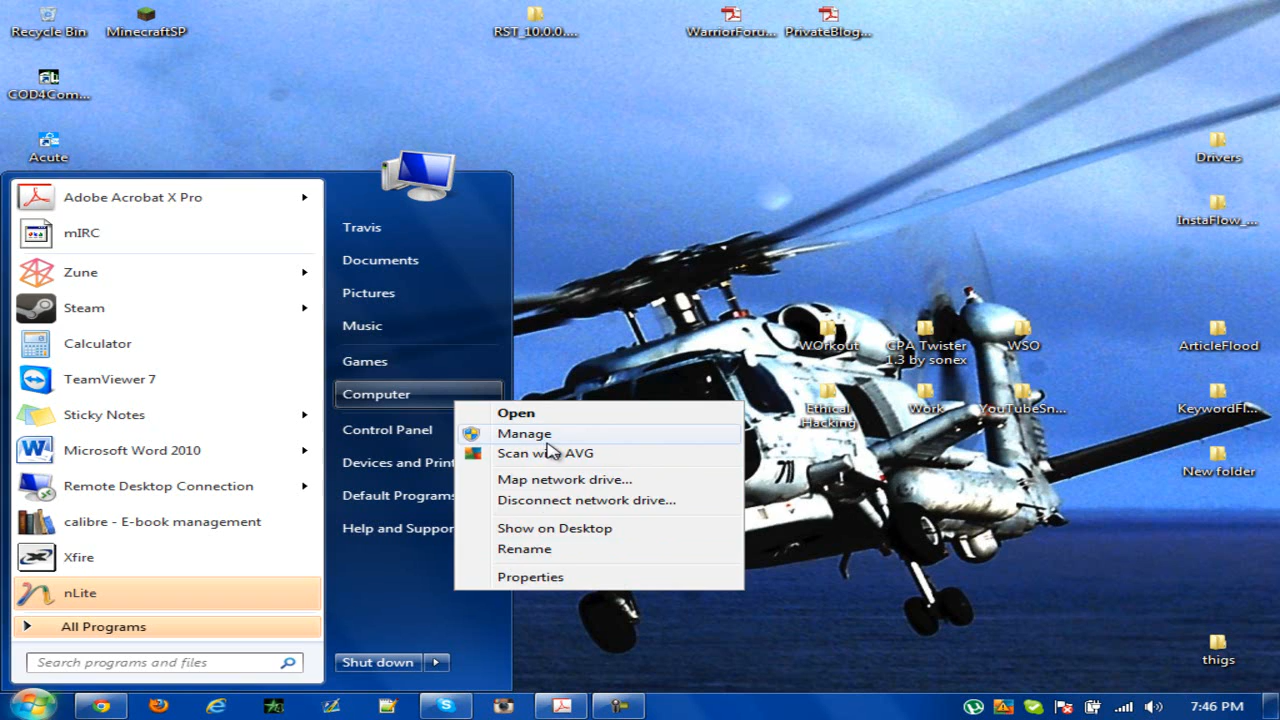 Recycle Bin
MinecraftSP
RST_10.0.0....
WarriorForu...
PrivateBlog...
COD4Com...
Acute
Drivers
InstaFlow_...
WOrkout
CPA Twister
1.3 by sonex
WSO
ArticleFlood
Ethical
Hacking
Work
YouTubeSn...
KeywordFl...
New folder
thigs
71
Adobe Acrobat X Pro
mIRC
Zune
Steam
Calculator
TeamViewer 7
Sticky Notes
Microsoft Word 2010
Remote Desktop Connection
calibre - E-book management
Xfire
nLite
All Programs
Search programs and files
Travis
Documents
Pictures
Music
Games
Computer
Control Panel
Devices and Prin
Default Programs
Help and Suppor
Shut down
Open
Manage
Scan with AVG
Map network drive...
Disconnect network drive...
Show on Desktop
Rename
Properties
7:46 PM